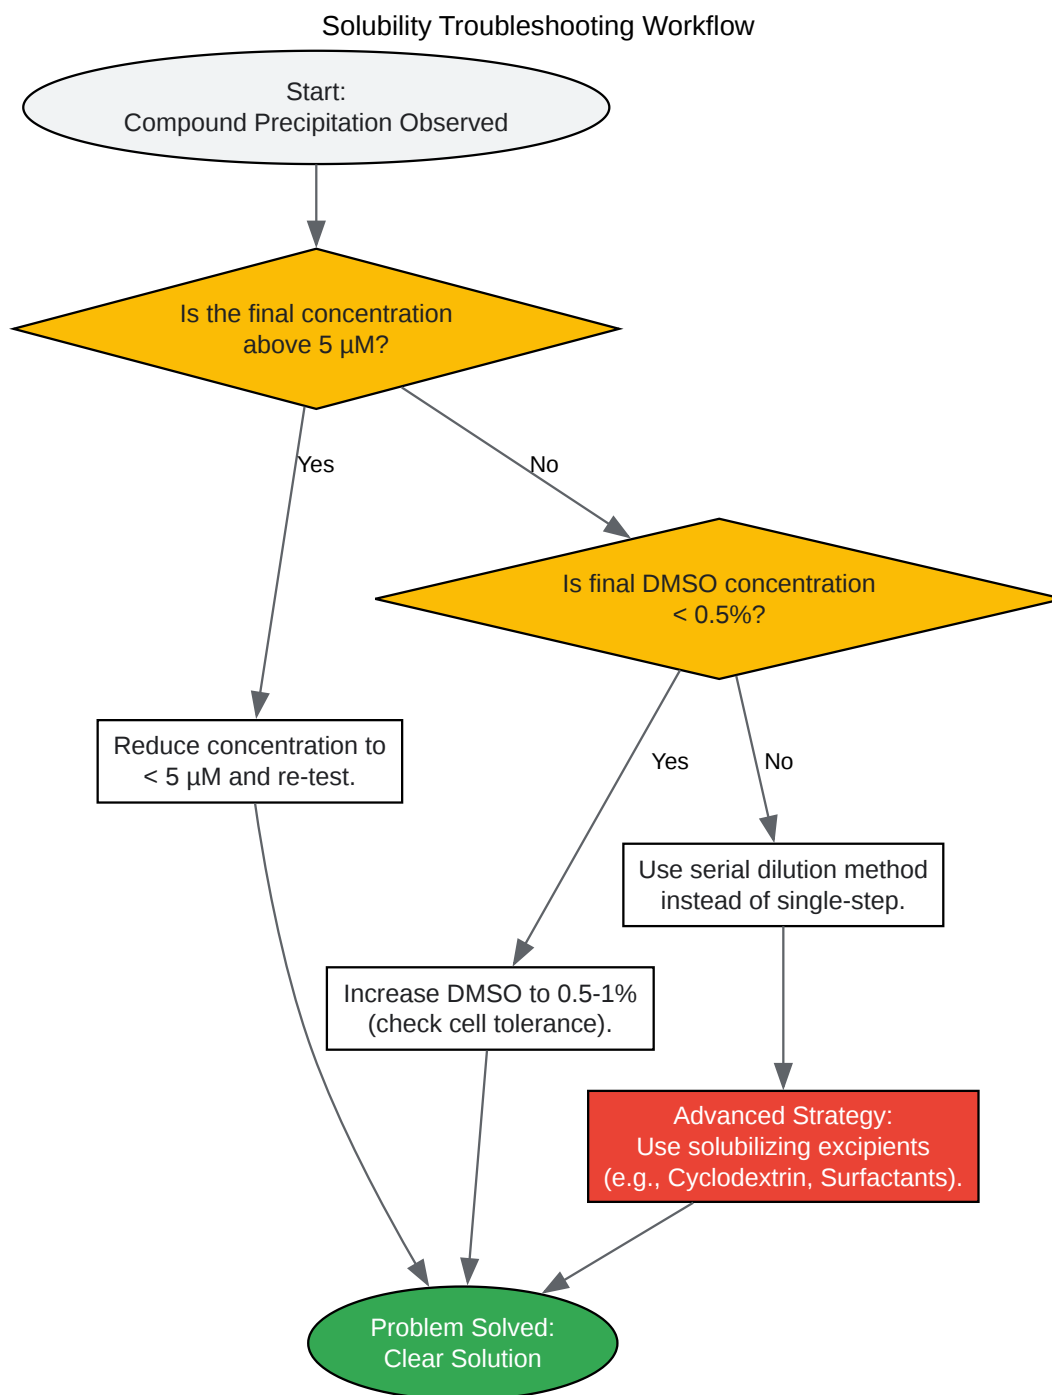 Solubility Troubleshooting Workflow
Start:
Compound Precipitation Observed
Is the final concentration
above 5 µM?
Yes
No
Is final DMSO concentration
< 0.5%?
Reduce concentration to
< 5 µM and re-test.
Yes
No
Use serial dilution method
instead of single-step.
Increase DMSO to 0.5-1%
(check cell tolerance).
Advanced Strategy:
Use solubilizing excipients
(e.g., Cyclodextrin, Surfactants).
Problem Solved:
Clear Solution